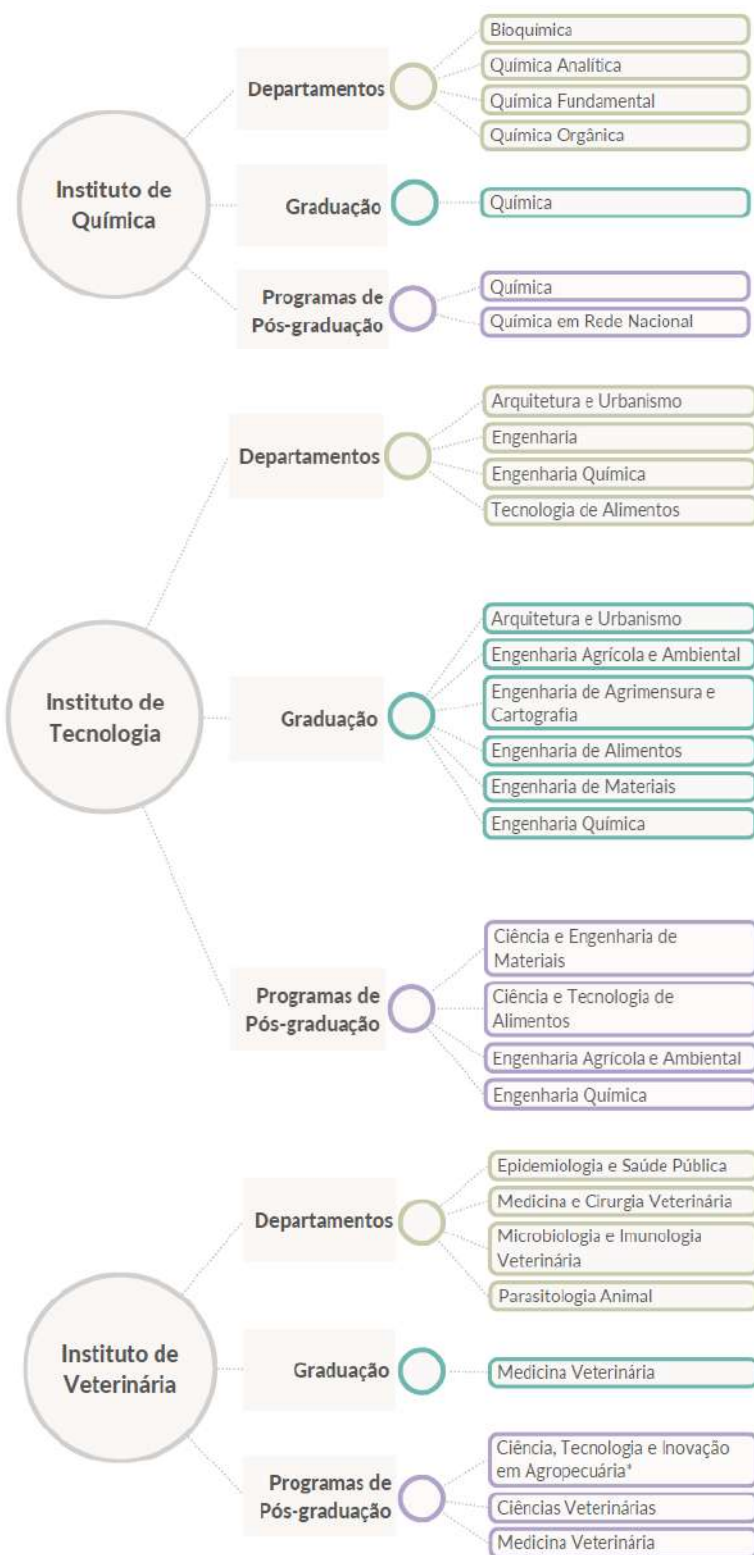 Instituto de
Química
Departamentos
Bioquímica
Química Analítica
Química Fundamental
Química Orgânica
Graduação
Química
Programas de
Pós-graduação
Química
Química em Rede Nacional
Instituto de
Tecnologia
Departamentos
Arquitetura e Urbanismo
Engenharia
Engenharia Química
Tecnologia de Alimentos
Graduação
Arquitetura e Urbanismo
Engenharia Agrícola e Ambiental
Engenharia de Agrimensura e
Cartografia
Engenharia de Alimentos
Engenharia de Materiais
Engenharia Química
Programas de
Pós-graduação
Ciência e Engenharia de
Materiais
Ciência e Tecnologia de
Alimentos
Engenharia Agrícola e Ambiental
Engenharia Química
Instituto de
Veterinária
Departamentos
Epidemiologia e Saúde Pública
Medicina e Cirurgia Veterinária
Microbiologia e Imunologia
Veterinária
Parasitologia Animal
Graduação
Medicina Veterinária
Programas de
Pós-graduação
Ciência, Tecnologia e Inovação
em Agropecuária*
Ciências Veterinárias
Medicina Veterinária